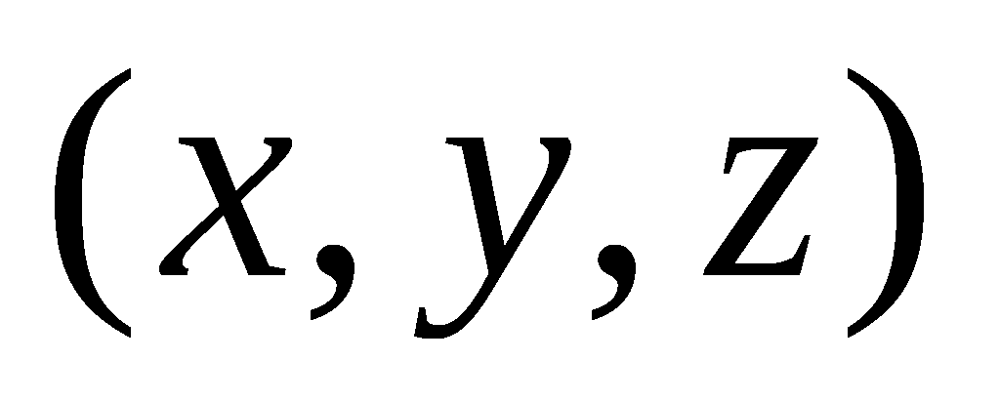 (x, y, z)